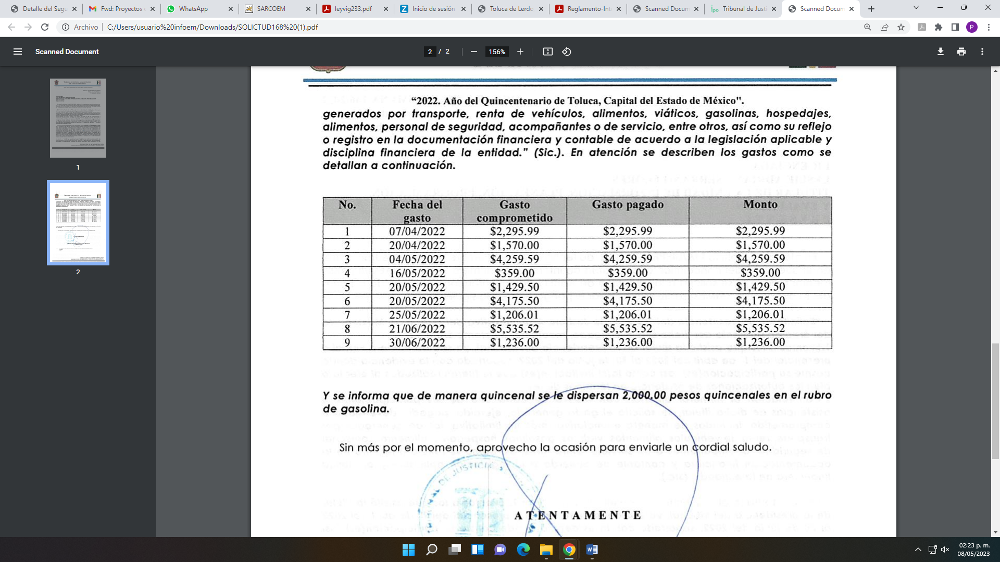 Detalle del Segu
Fwd: Proyectos
WhatsApp
SARCOEM
leyvig233.pdf
Inicio de sesión
Toluca de Lerdo
Reglamento-Int
Scanned Docum
Tribunal de Just
Scanned Docum
Archivo C:/Users/usuario%20infoem/Downloads/SOLICTUD168%20(1).pdf
P
Scanned Document
2 / 2
156%
1
2
“2022. Año del Quincentenario de Toluca, Capital del Estado de México".
generados por transporte, renta de vehículos, alimentos, viáticos, gasolinas, hospedajes,
alimentos, personal de seguridad, acompañantes o de servicio, entre otros, así como su reflejo
o registro en la documentación financiera y contable de acuerdo a la legislación aplicable y
disciplina financiera de la entidad.” (Sic.). En atención se describen los gastos como se
detallan a continuación.
No. Fecha del gasto Gasto comprometido Gasto pagado Monto
1 07/04/2022 $2,295.99 $2,295.99 $2,295.99
2 20/04/2022 $1,570.00 $1,570.00 $1,570.00
3 04/05/2022 $4,259.59 $4,259.59 $4,259.59
4 16/05/2022 $359.00 $359.00 $359.00
5 20/05/2022 $1,429.50 $1,429.50 $1,429.50
6 20/05/2022 $4,175.50 $4,175.50 $4,175.50
7 25/05/2022 $1,206.01 $1,206.01 $1,206.01
8 21/06/2022 $5,535.52 $5,535.52 $5,535.52
9 30/06/2022 $1,236.00 $1,236.00 $1,236.00
Y se informa que de manera quincenal se le dispersan 2,000.00 pesos quincenales en el rubro
de gasolina.
Sin más por el momento, aprovecho la ocasión para enviarle un cordial saludo.
DE JUSTICIA
ATENTAMENTE
02:23 p. m.
08/05/2023